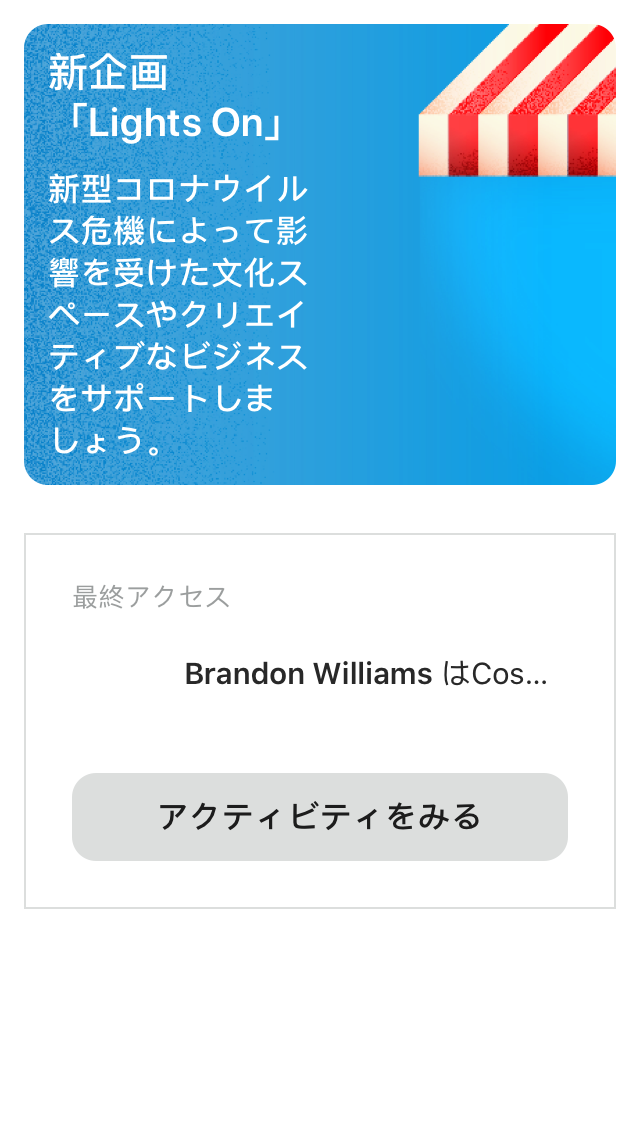 新企画
「Lights On」
新型コロナウイル
ス危機によって影
響を受けた文化ス
ペースやクリエイ
ティブなビジネス
をサポートしま
しょう。
最終アクセス
Brandon Williams はCos...
アクティビティをみる